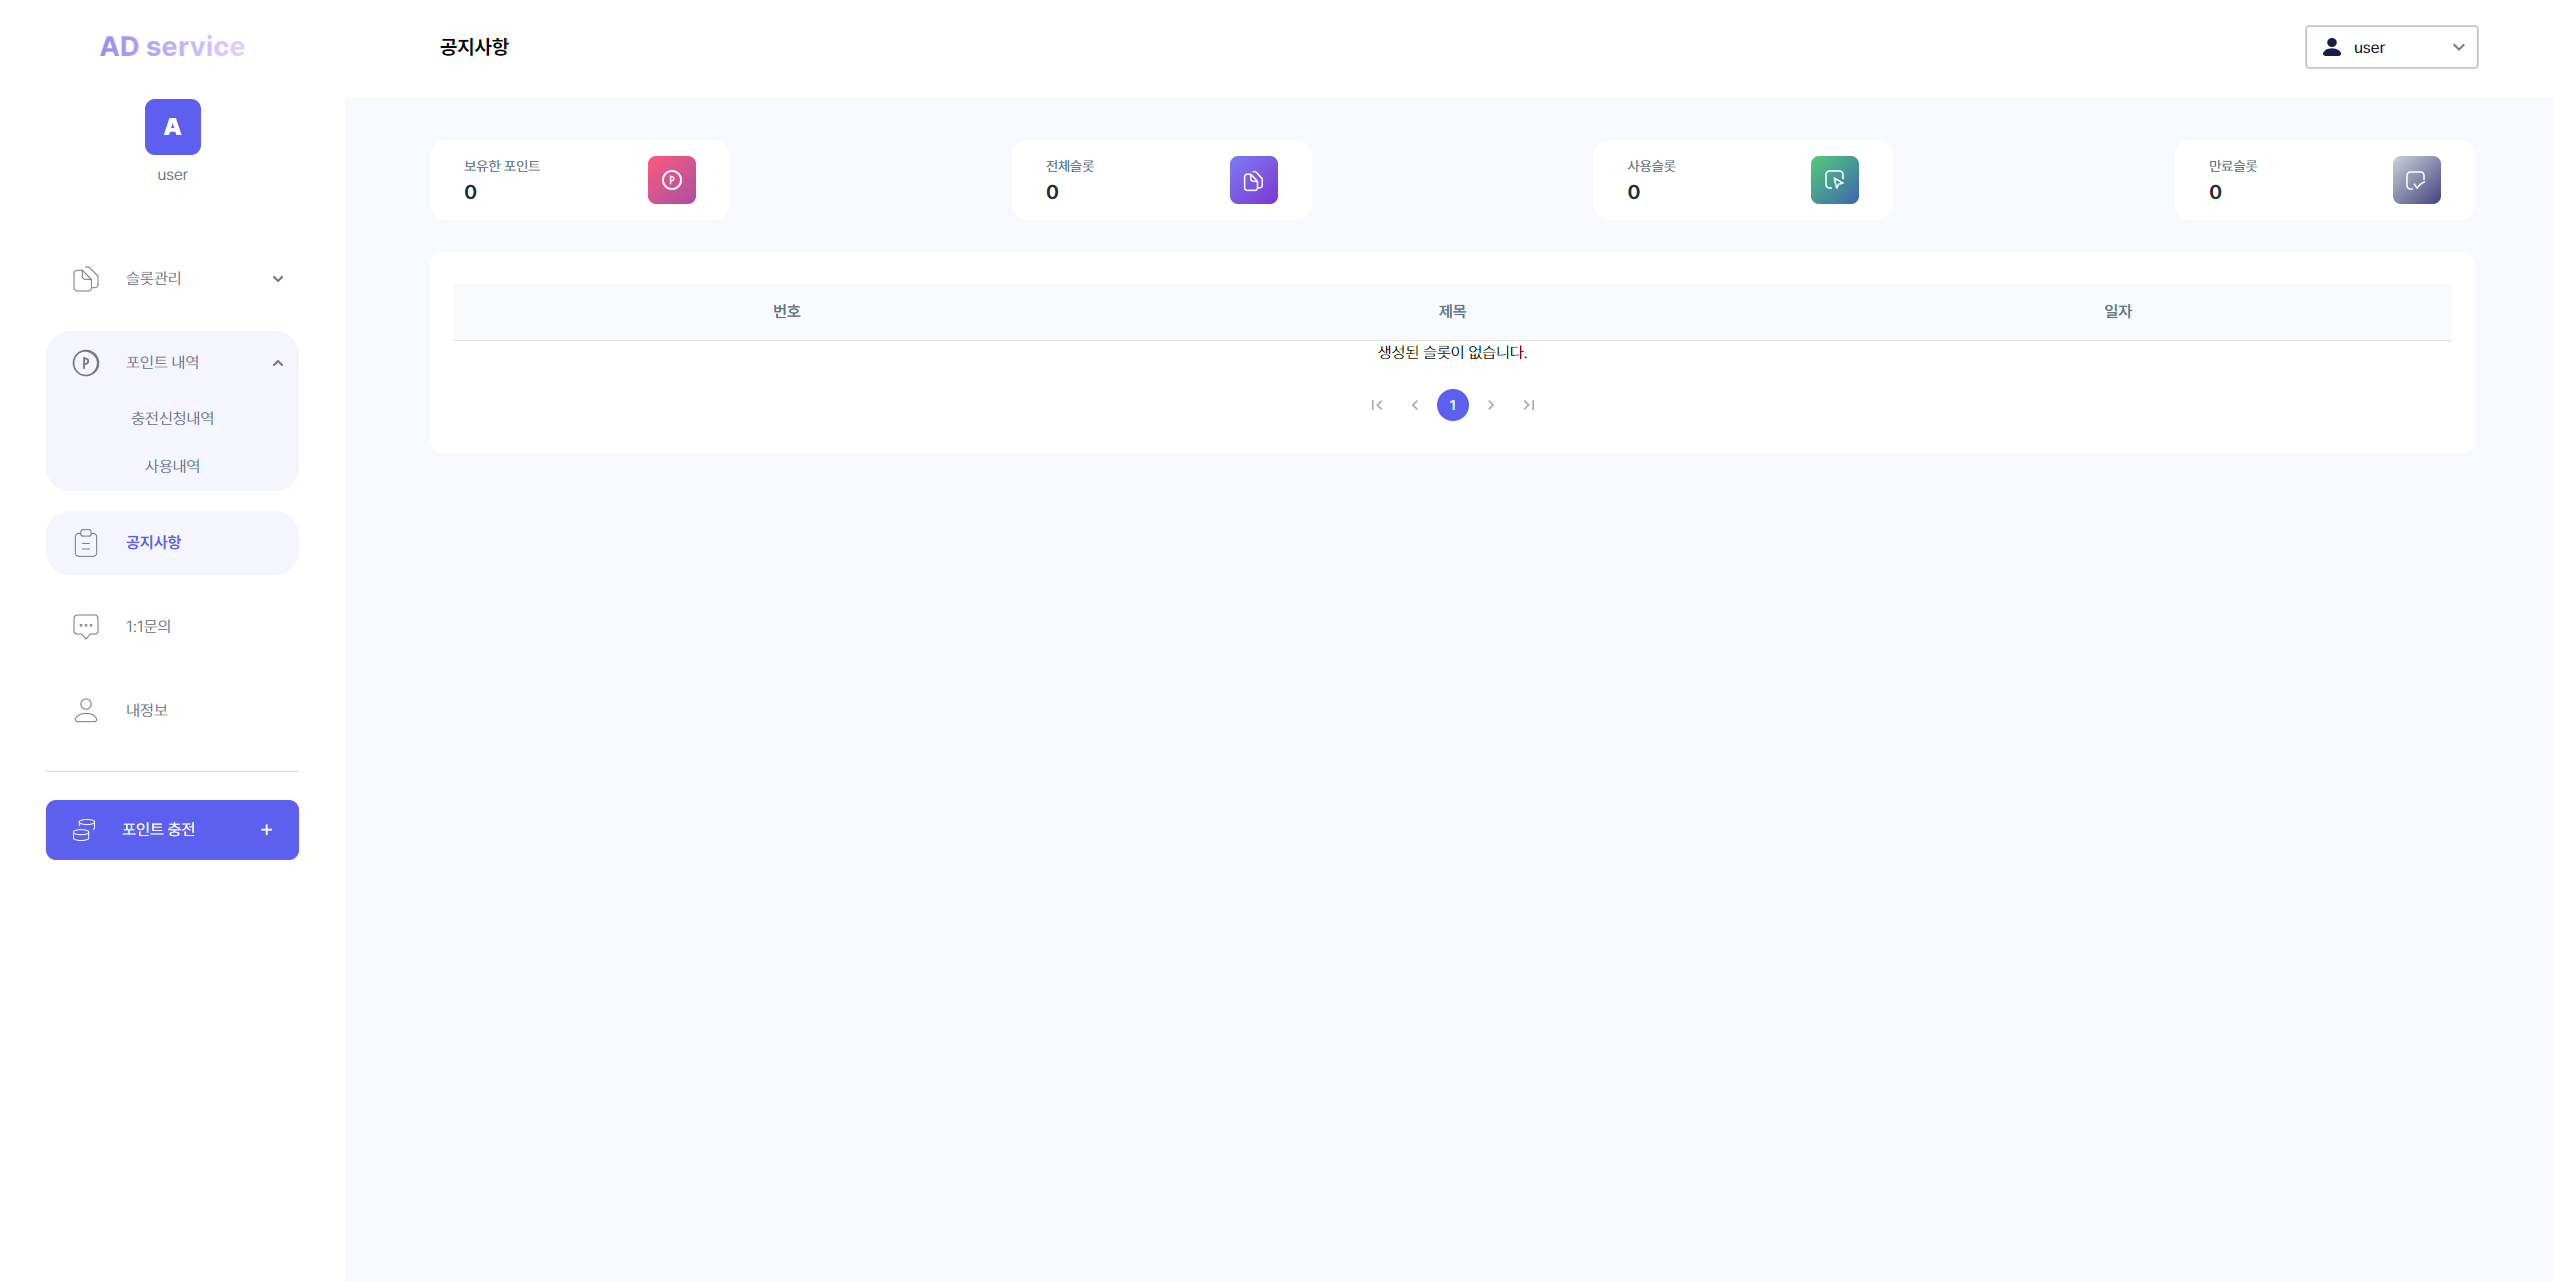 AD service
A
user
슬롯관리
포인트 내역
충전신청내역
사용내역
공지사항
1:1문의
내정보
포인트 충전 +
공지사항
user
보유한 포인트
0
P
전체슬롯
0
사용슬롯
0
만료슬롯
0
번호 제목 일자
생성된 슬롯이 없습니다.
1